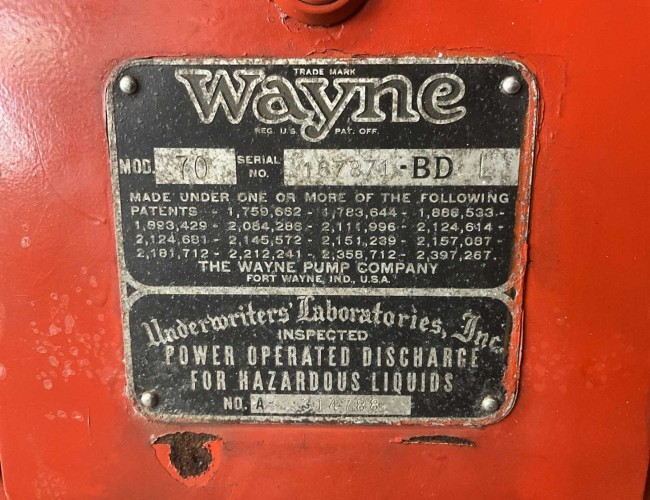 TRADE MARK
Wayne
REG. U.S. PAT. OFF.
MOD. 70 SERIAL NO. 187871-BD L
MADE UNDER ONE OR MORE OF THE FOLLOWING
PATENTS - 1,759,662 - 1,783,644 - 1,886,533 -
1,893,429 - 2,084,286 - 2,111,996 - 2,124,614 -
2,124,681 - 2,145,572 - 2,151,239 - 2,157,087 -
2,181,712 - 2,212,241 - 2,358,712 - 2,397,267.
THE WAYNE PUMP COMPANY
FORT WAYNE, IND., U.S.A.
Underwriters' Laboratories, Inc.
INSPECTED
POWER OPERATED DISCHARGE
FOR HAZARDOUS LIQUIDS
NO. A-